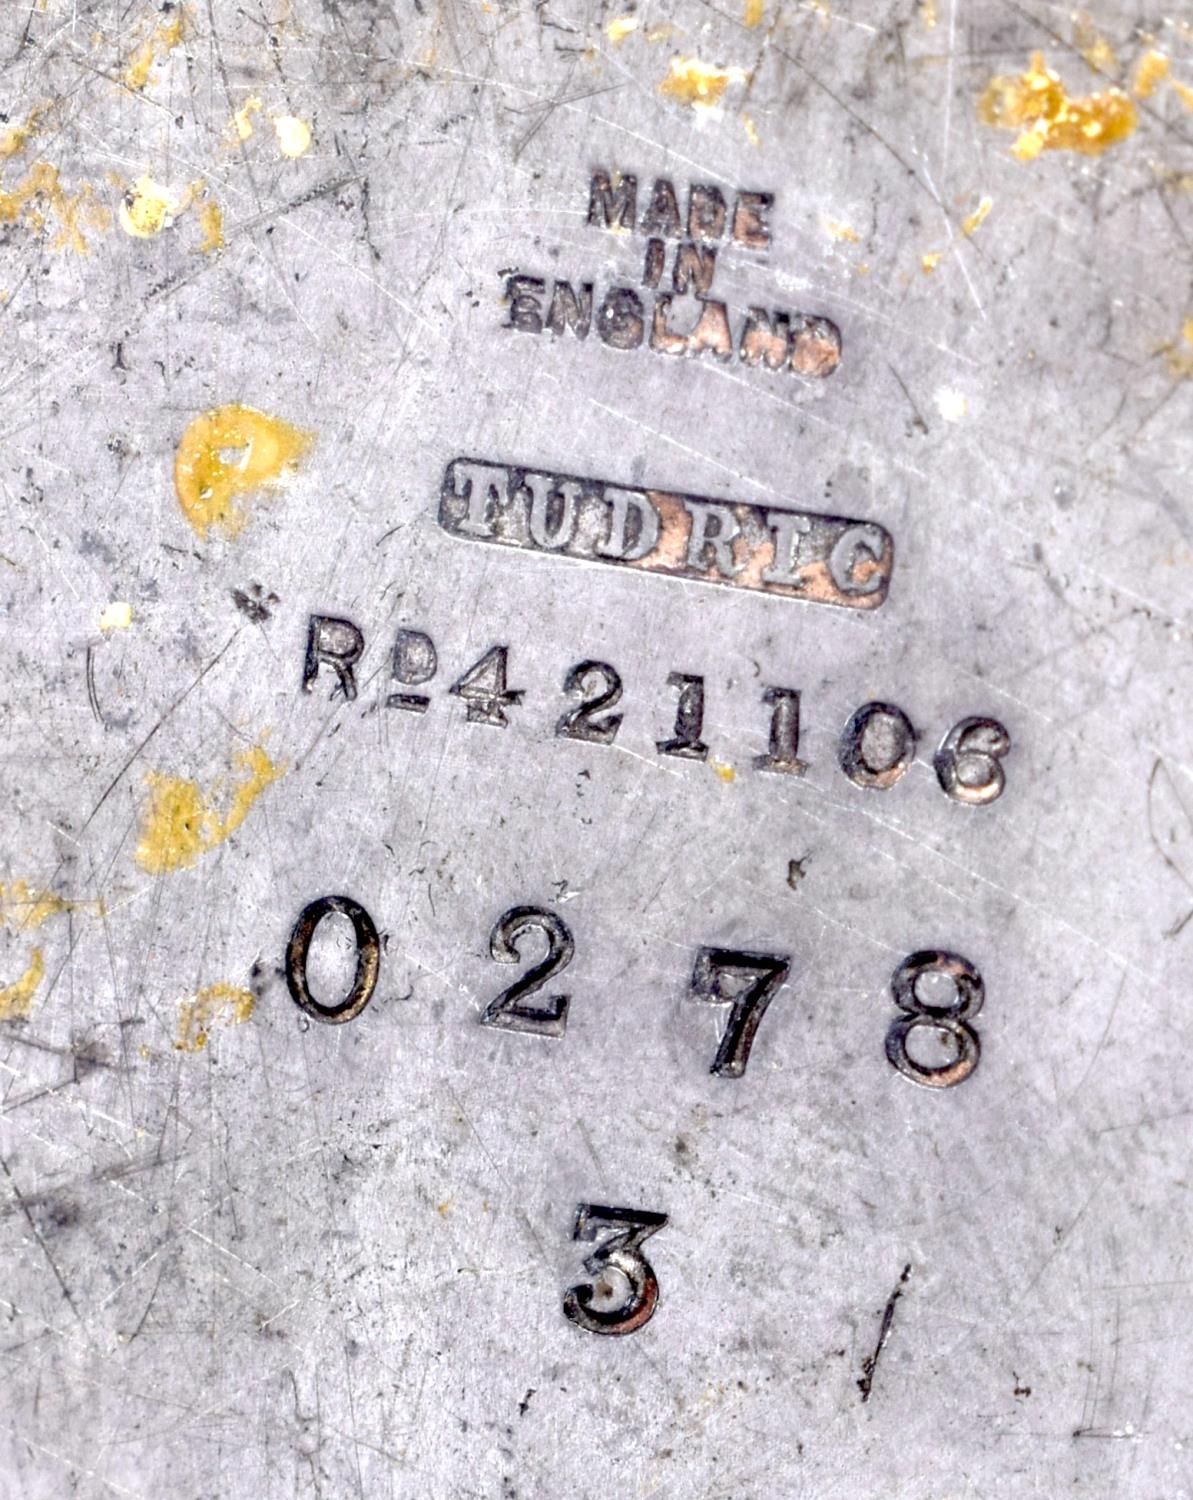 MADE
IN
ENGLAND
TUDRIC
RD 421106
0278
3